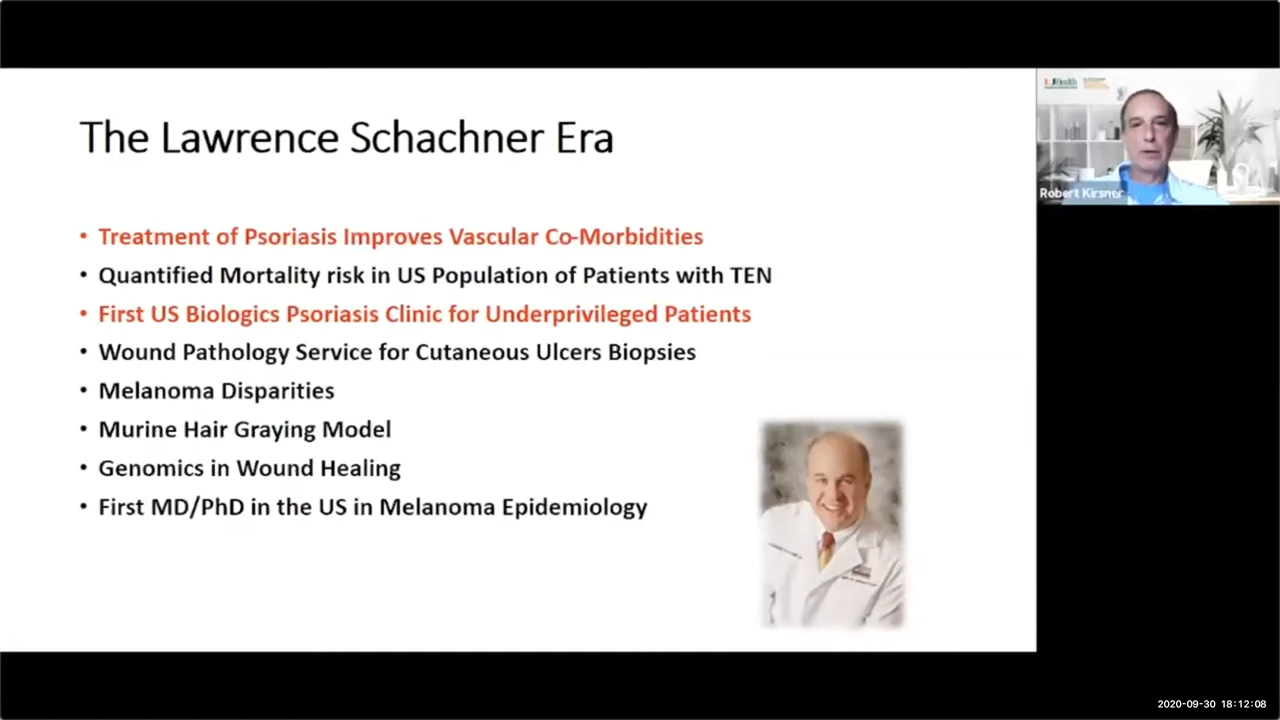 The Lawrence Schachner Era
• Treatment of Psoriasis Improves Vascular Co-Morbidities
• Quantified Mortality risk in US Population of Patients with TEN
• First US Biologics Psoriasis Clinic for Underprivileged Patients
• Wound Pathology Service for Cutaneous Ulcers Biopsies
• Melanoma Disparities
• Murine Hair Graying Model
• Genomics in Wound Healing
• First MD/PhD in the US in Melanoma Epidemiology
Robert Kirsner
2020-09-30 18:12:08